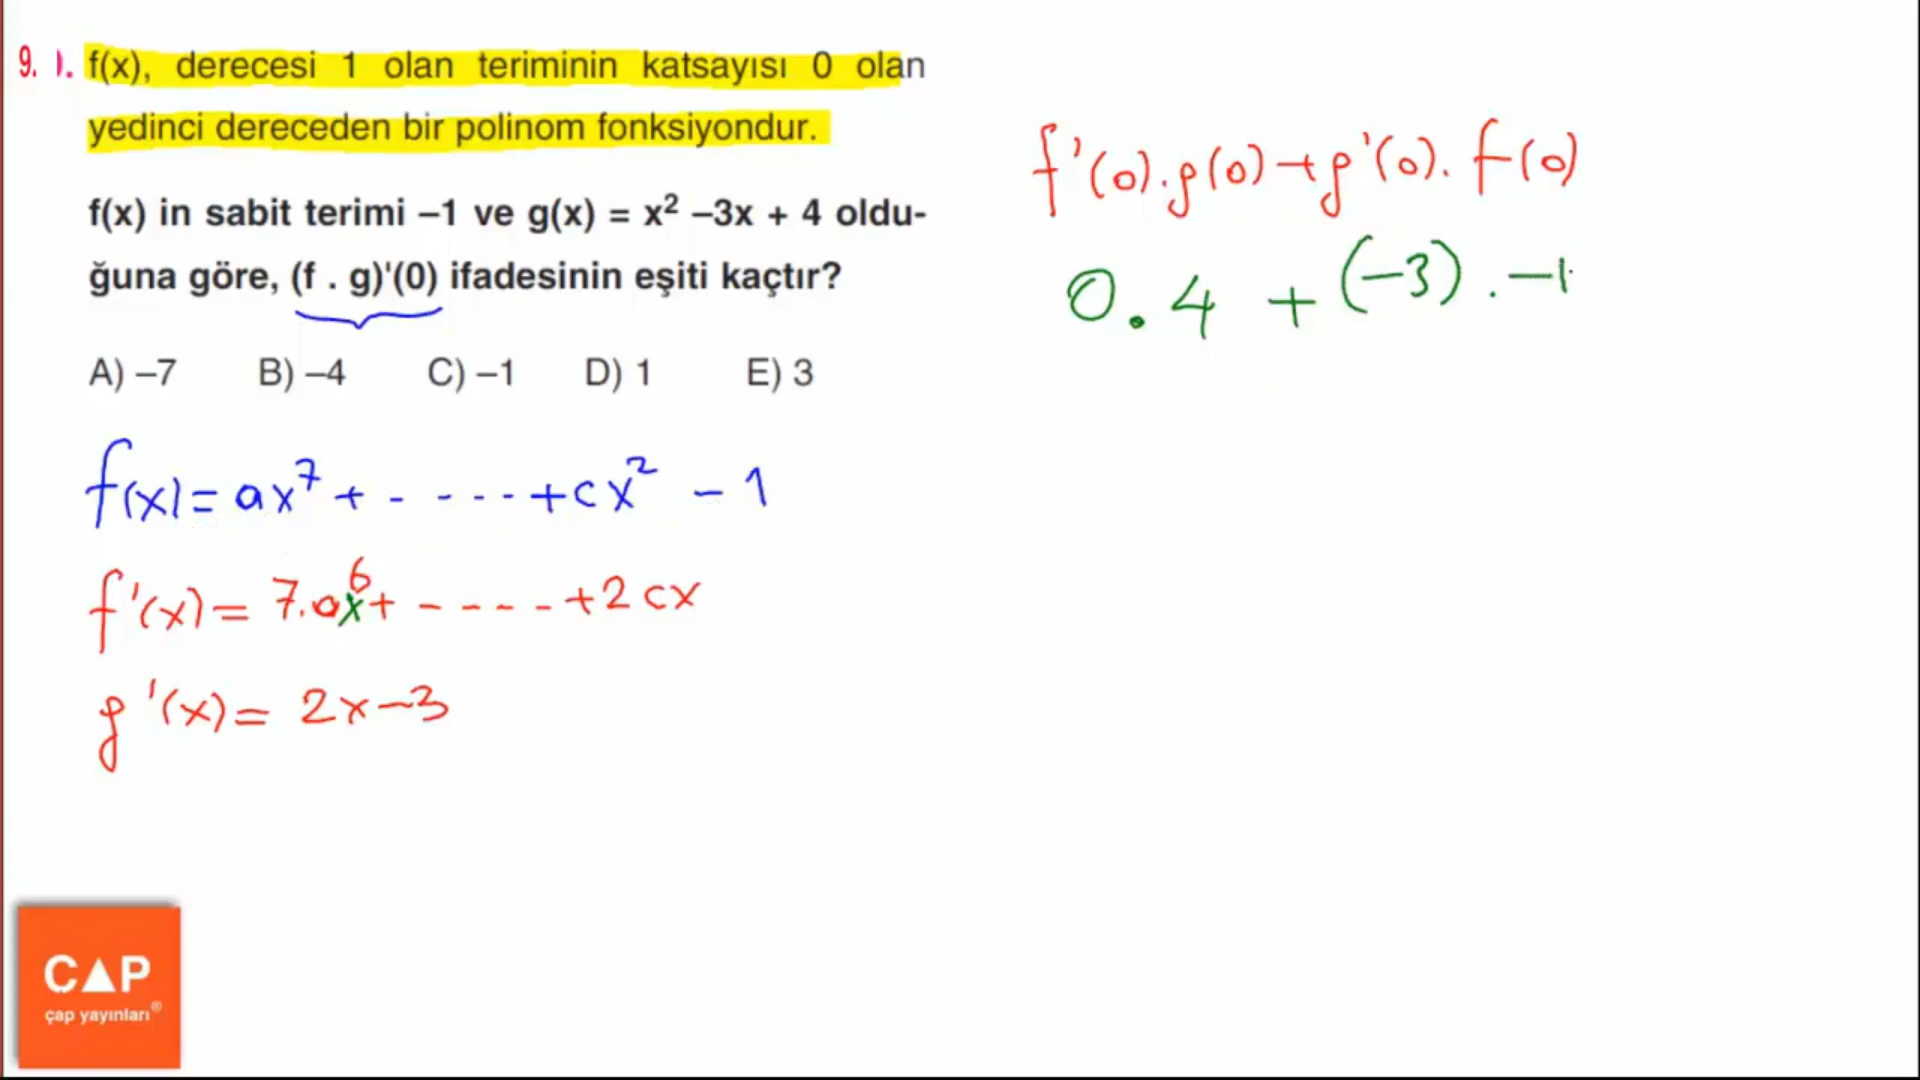 9. 1. f(x), derecesi 1 olan teriminin katsayısı 0 olan
yedinci dereceden bir polinom fonksiyondur.
f(x) in sabit terimi –1 ve g(x) = x² –3x + 4 oldu-
ğuna göre, (f . g)'(0) ifadesinin eşiti kaçtır?
A) –7 B) –4 C) –1 D) 1 E) 3
f(x) = ax⁷ + - - - - - + cx² - 1
f'(x) = 7.ax⁶ + - - - - - + 2cx
g'(x) = 2x-3
f'(0).g(0)+g'(0).f(0)
0.4 + (-3).-1
CAP
çap yayınları®